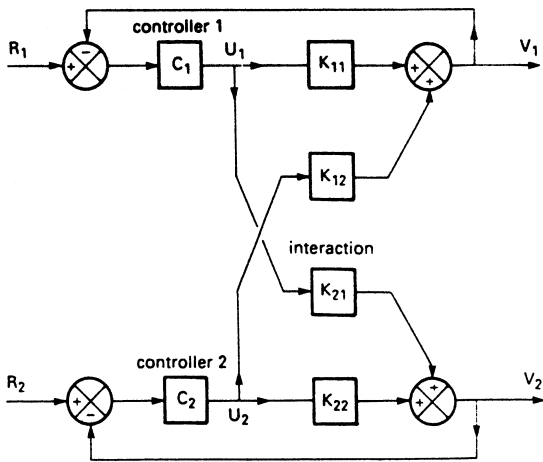 controller 1
R₁ − + C₁ U₁ K₁₁ + + V₁
K₁₂
interaction
K₂₁
controller 2
R₂ + − C₂ U₂ K₂₂ + + V₂